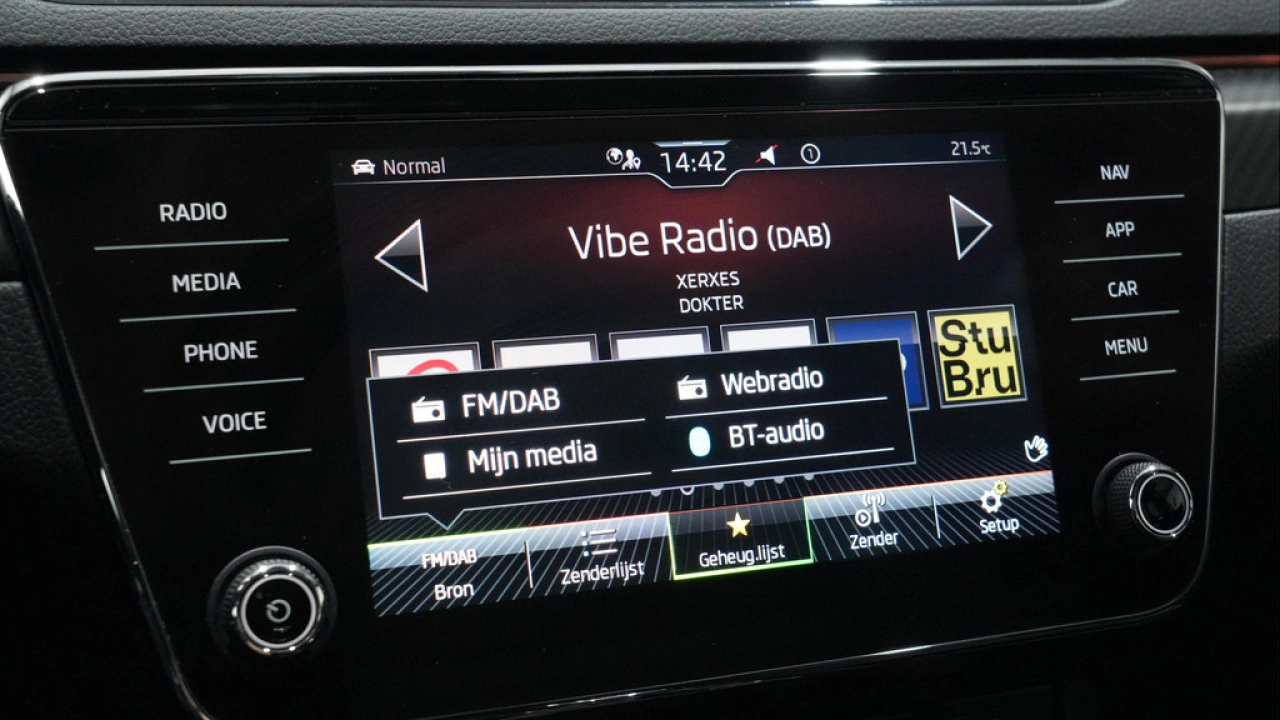 Normal
14:42
1
21.5℃
RADIO
MEDIA
PHONE
VOICE
Vibe Radio (DAB)
XERXES
DOKTER
Stu
Bru
FM/DAB
Webradio
Mijn media
BT-audio
FM/DAB
Bron
Zenderlijst
Geheug.lijst
Zender
Setup
NAV
APP
CAR
MENU